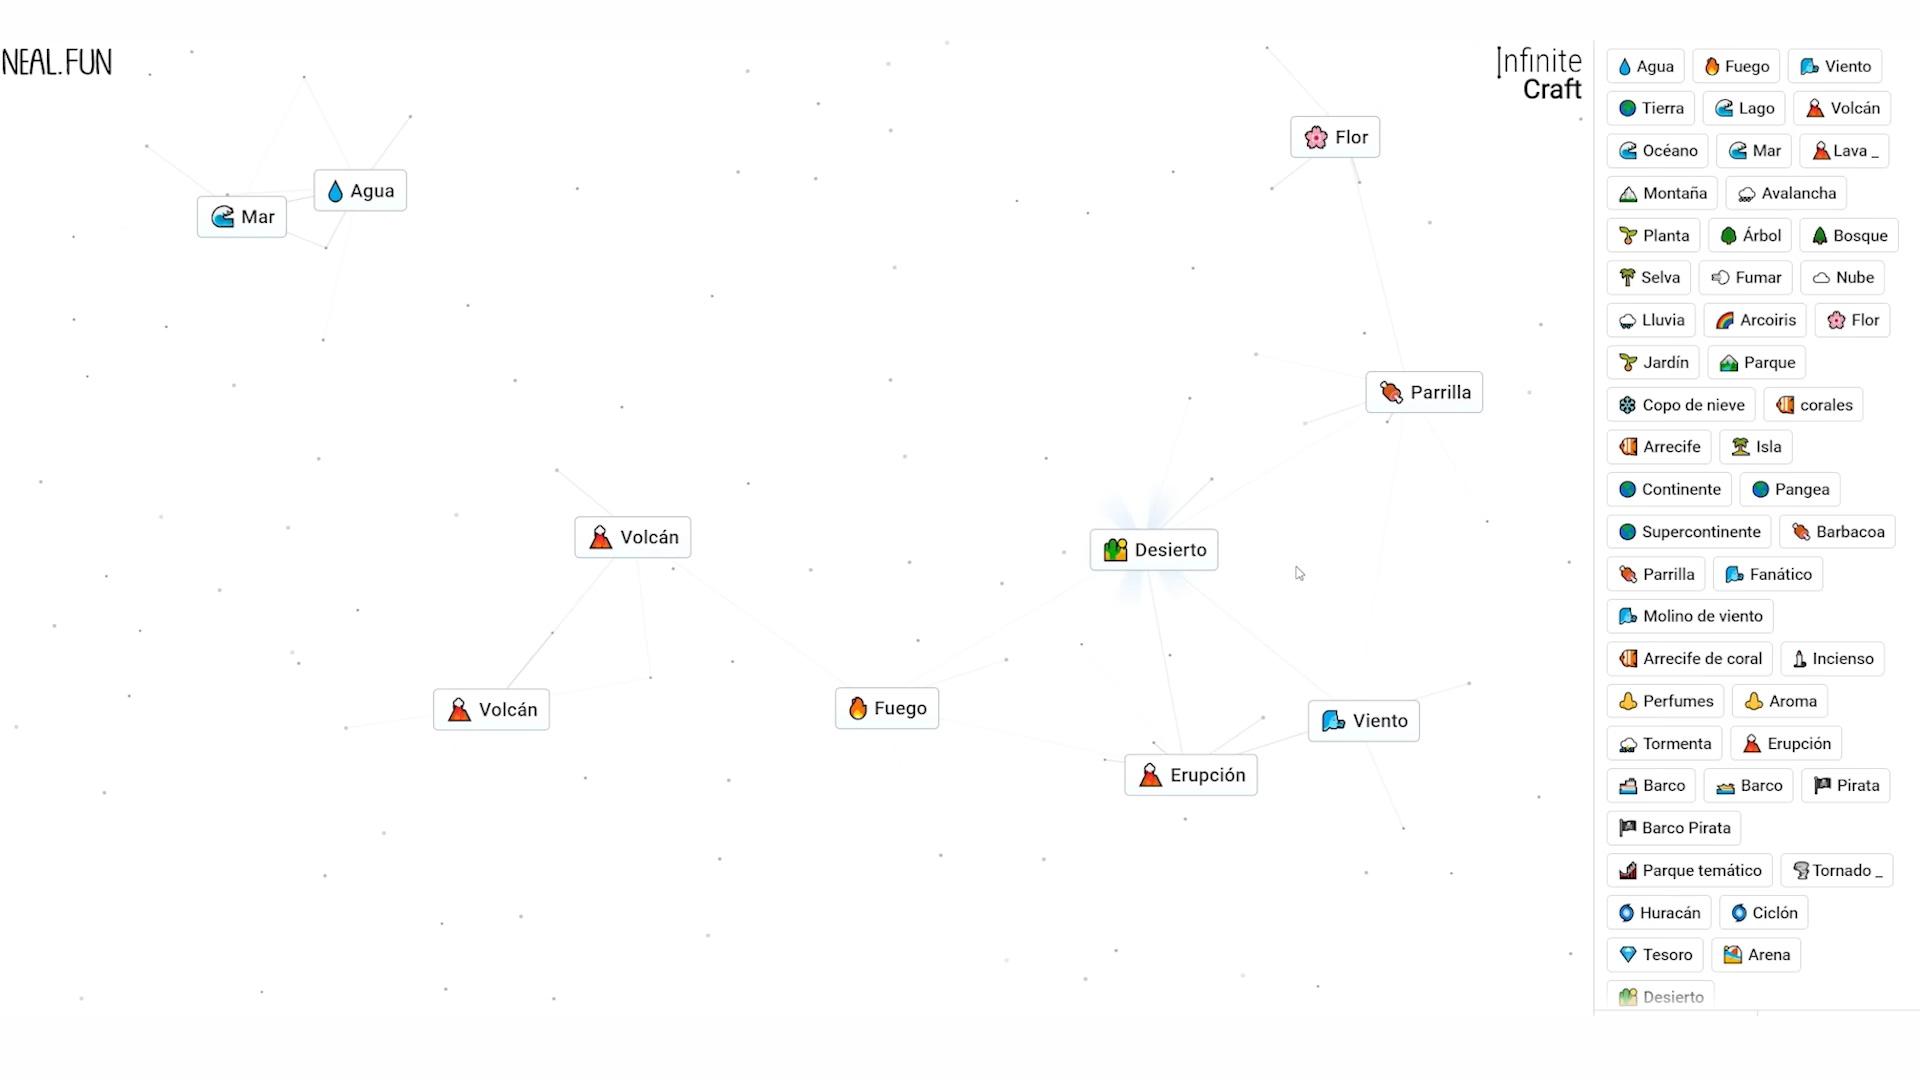 NEAL.FUN
Infinite
Craft
Flor
Agua
Mar
Parrilla
Volcán
Desierto
Volcán
Fuego
Viento
Erupción
Agua Fuego Viento
Tierra Lago Volcán
Océano Mar Lava _
Montaña Avalancha
Planta Árbol Bosque
Selva Fumar Nube
Lluvia Arcoiris Flor
Jardín Parque
Copo de nieve corales
Arrecife Isla
Continente Pangea
Supercontinente Barbacoa
Parrilla Fanático
Molino de viento
Arrecife de coral Incienso
Perfumes Aroma
Tormenta Erupción
Barco Barco Pirata
Barco Pirata
Parque temático Tornado _
Huracán Ciclón
Tesoro Arena
Desierto